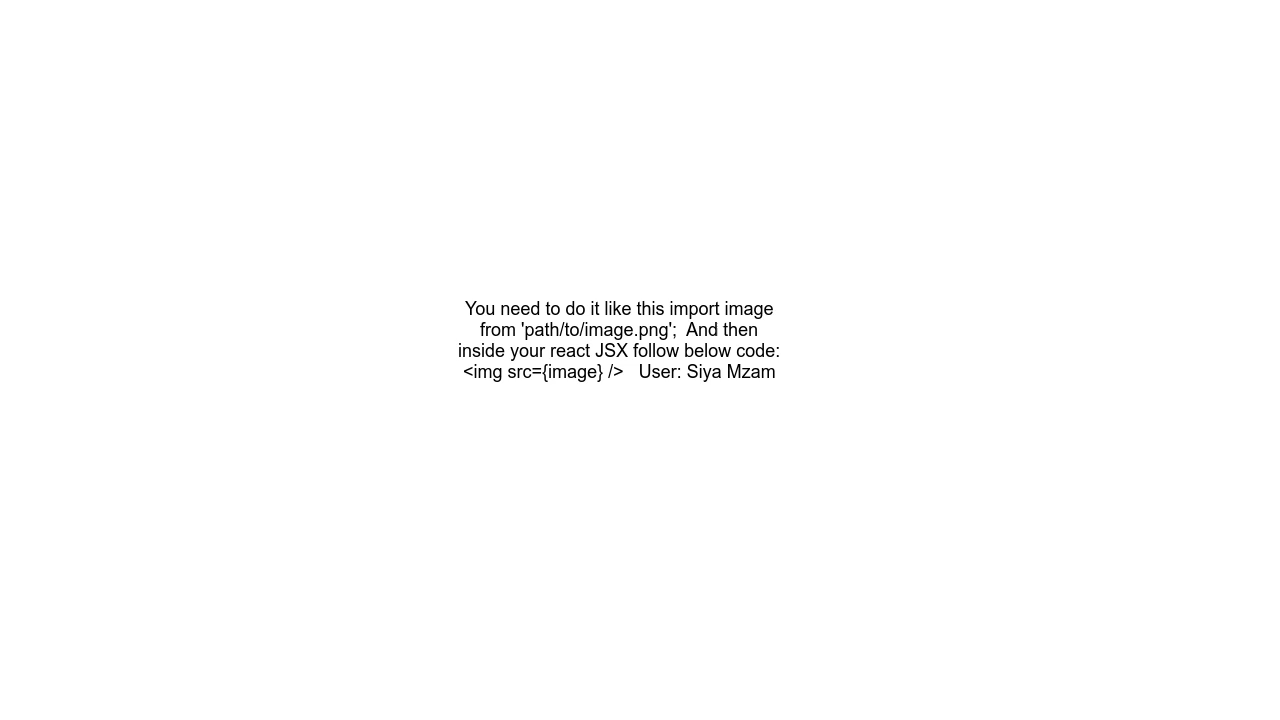 You need to do it like this import image
from 'path/to/image.png';  And then
inside your react JSX follow below code:
<img src={image} />   User: Siya Mzam